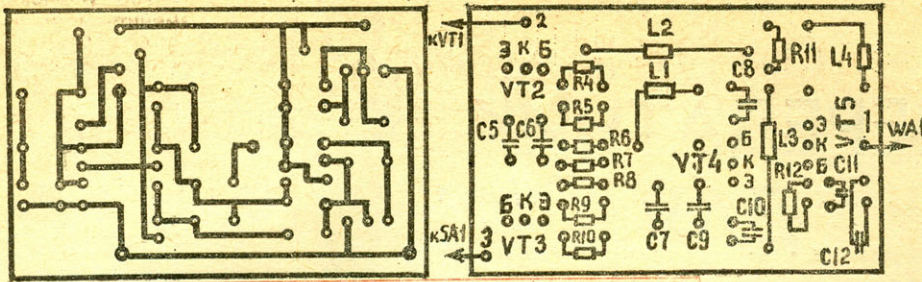 2
кVT1
Э К Б
VT2
L2
R4
L1
C8
R11
L4
R5
C5
C6
R6
R7
R8
VT4
Б
К
Э
L3
R12
Э
К
Б
VT5
1
WA1
C11
Б К Э
VT3
R9
R10
C7
C9
C10
C12
кSA1
3